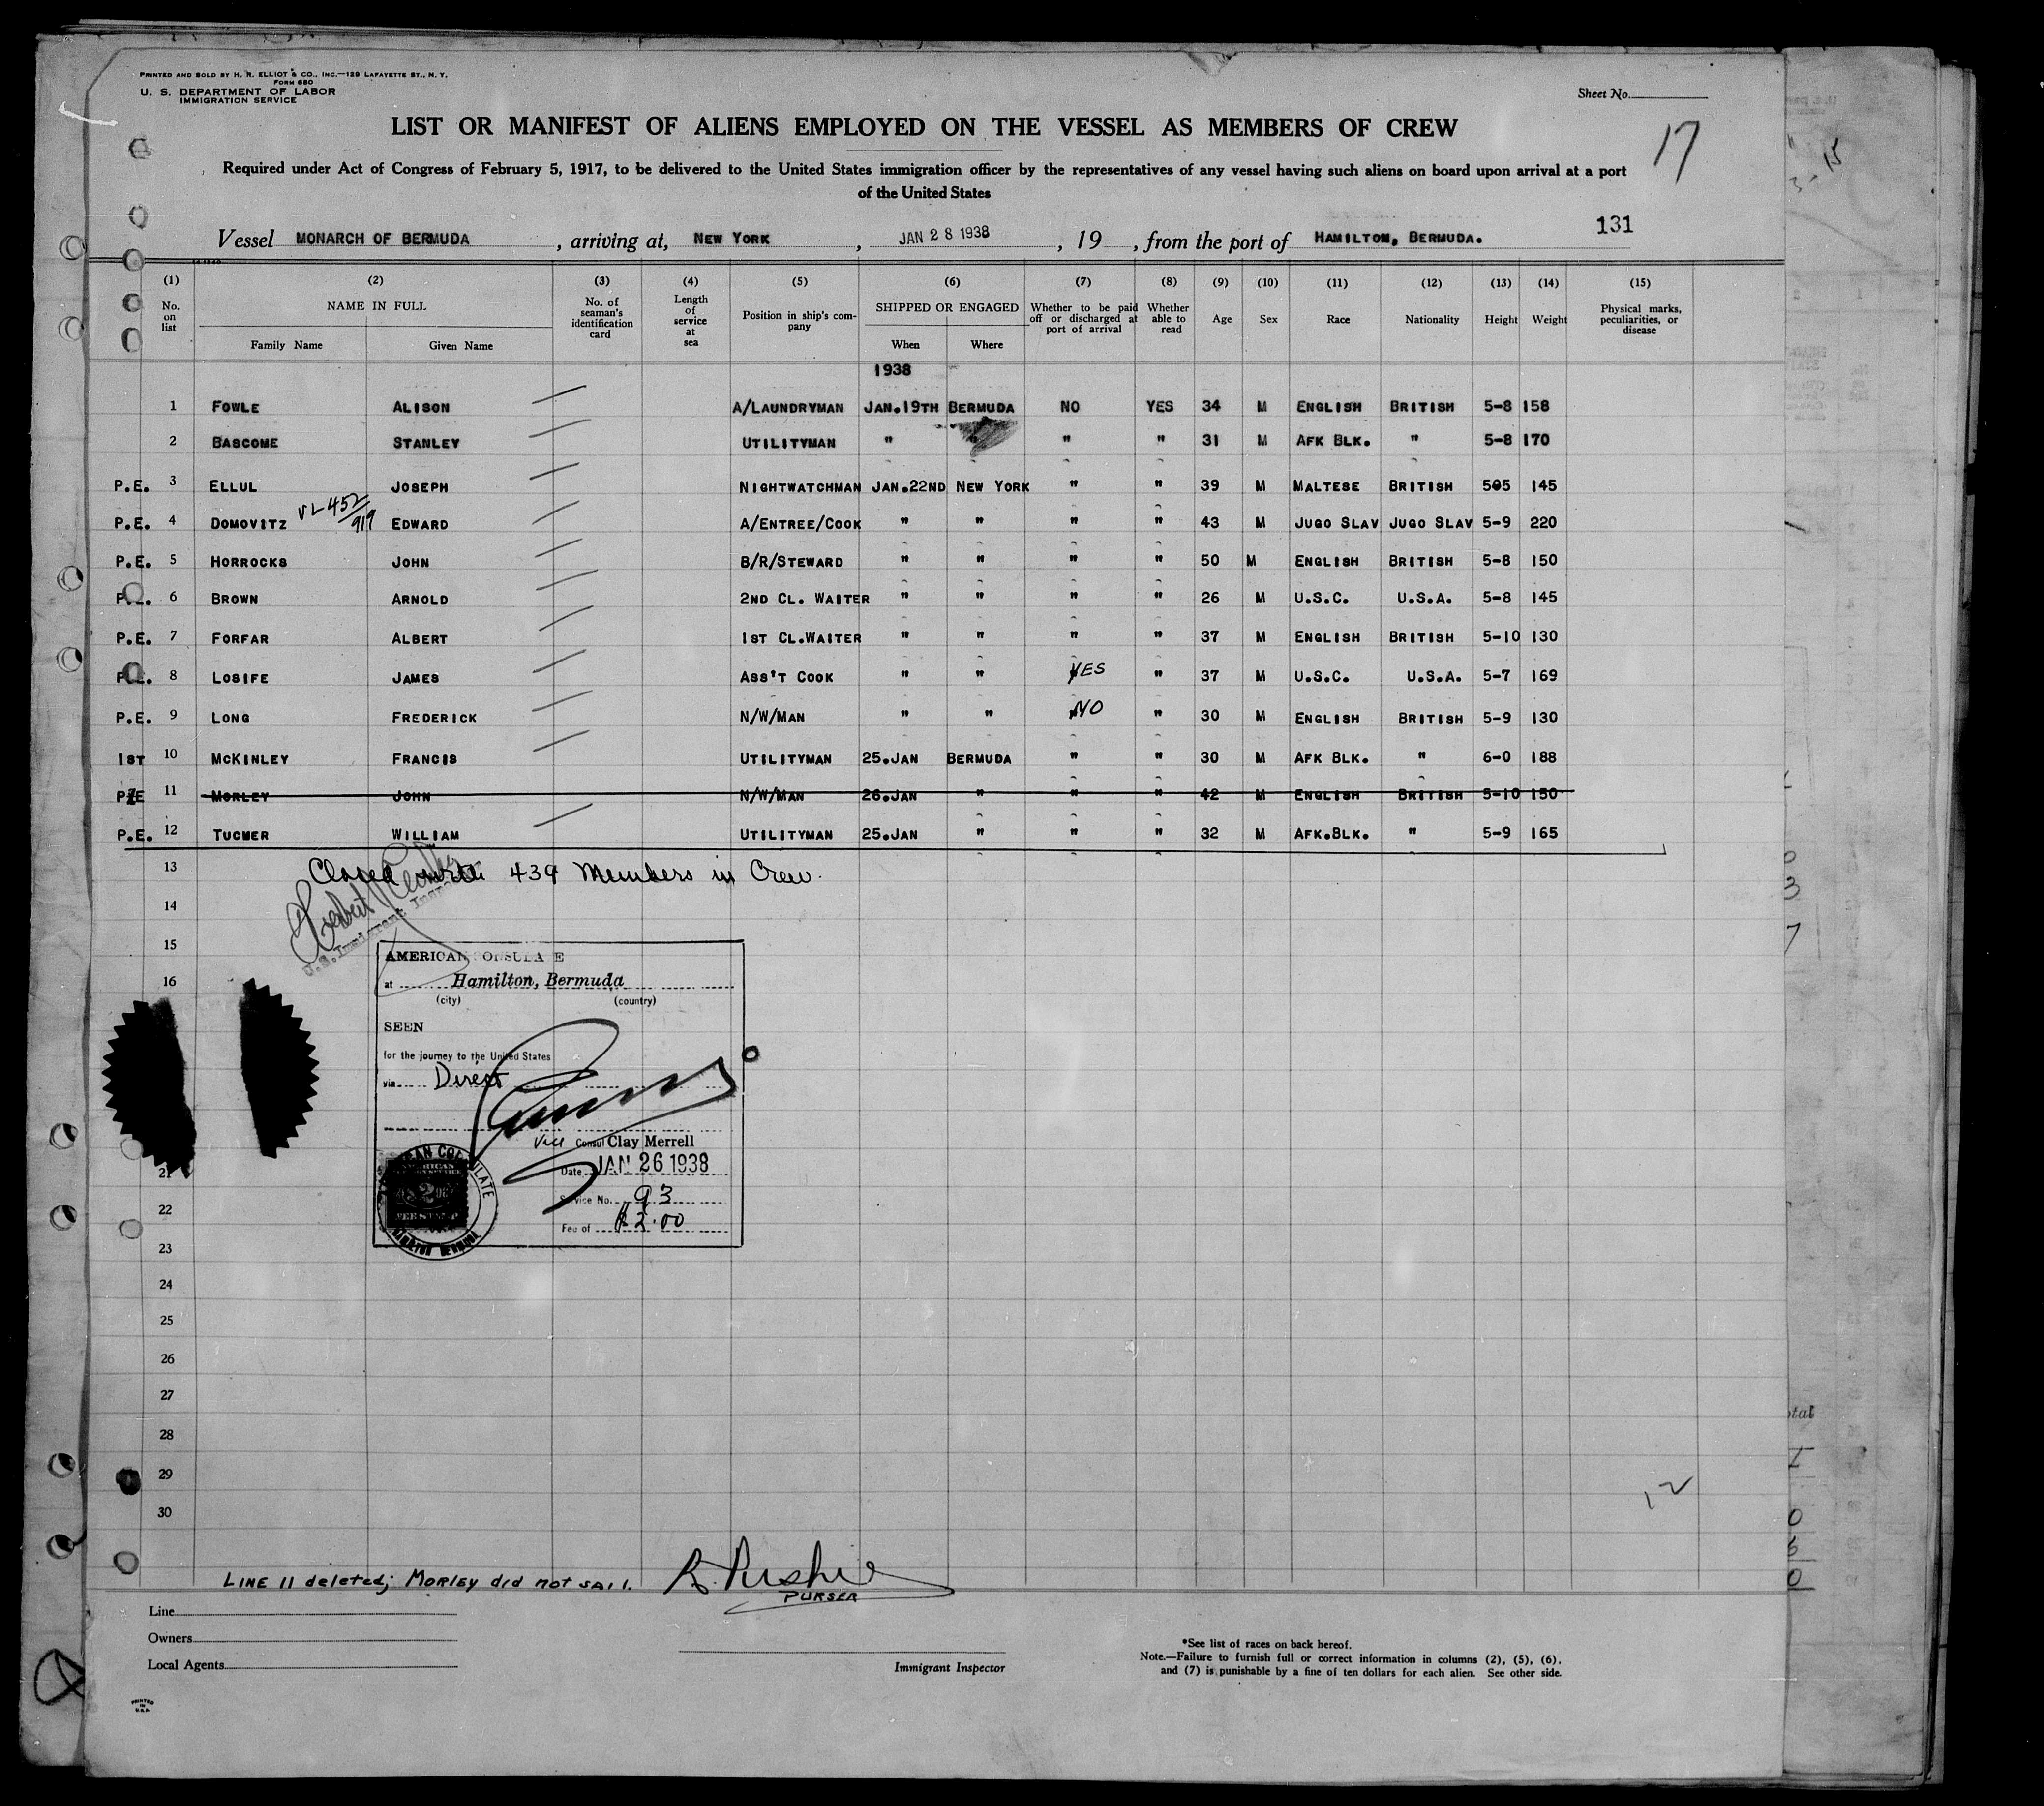 PRINTED AND SOLD BY H. R. ELLIOT & CO., INC.—129 LAFAYETTE ST., N. Y.
FORM 680
U. S. DEPARTMENT OF LABOR
IMMIGRATION SERVICE
Sheet No.
LIST OR MANIFEST OF ALIENS EMPLOYED ON THE VESSEL AS MEMBERS OF CREW
17
Required under Act of Congress of February 5, 1917, to be delivered to the United States immigration officer by the representatives of any vessel having such aliens on board upon arrival at a port
of the United States
131
Vessel MONARCH OF BERMUDA , arriving at, NEW YORK , JAN 28 1938 , 19 , from the port of HAMILTON, BERMUDA.
(1) (2) (3) (4) (5) (6) (7) (8) (9) (10) (11) (12) (13) (14) (15)
No. on list NAME IN FULL No. of seaman's identification card Length of service at sea Position in ship's company SHIPPED OR ENGAGED Whether to be paid off or discharged at port of arrival Whether able to read Age Sex Race Nationality Height Weight Physical marks, peculiarities, or disease
Family Name Given Name When Where
1938
1 FOWLE ALISON A/LAUNDRYMAN JAN.19TH BERMUDA NO YES 34 M ENGLISH BRITISH 5-8 158
2 BASCOME STANLEY UTILITYMAN " " " " 31 M AFK BLK. " 5-8 170
P.E. 3 ELLUL JOSEPH NIGHTWATCHMAN JAN.22ND NEW YORK " " 39 M MALTESE BRITISH 5-5 145
P.E. 4 DOMOVITZ VL-452/919 EDWARD A/ENTREE/COOK " " " " 43 M JUGO SLAV JUGO SLAV 5-9 220
P.E. 5 HORROCKS JOHN B/R/STEWARD " " " " 50 M ENGLISH BRITISH 5-8 150
P.E. 6 BROWN ARNOLD 2ND CL. WAITER " " " " 26 M U.S.C. U.S.A. 5-8 145
P.E. 7 FORFAR ALBERT 1ST CL.WAITER " " " " 37 M ENGLISH BRITISH 5-10 130
P.E. 8 LOSIFE JAMES ASS'T COOK " " YES " 37 M U.S.C. U.S.A. 5-7 169
P.E. 9 LONG FREDERICK N/W/MAN " " NO " 30 M ENGLISH BRITISH 5-9 130
1ST 10 MCKINLEY FRANCIS UTILITYMAN 25.JAN BERMUDA " " 30 M AFK BLK. " 6-0 188
P.E 11 MORLEY JOHN N/W/MAN 26.JAN " " " 42 M ENGLISH BRITISH 5-10 150
P.E. 12 TUCMER WILLIAM UTILITYMAN 25.JAN " " " 32 M AFK.BLK. " 5-9 165
13 Closed with 439 Members in Crew.
14
U.S. Immigrant Inspector
15
AMERICAN CONSULATE
16
at Hamilton, Bermuda
(city) (country)
SEEN
for the journey to the United States
via Direct
Vice Consul Clay Merrell
Date JAN 26 1938
21
Service No. 93
22
Fee of $2.00
23
24
25
26
27
28
29
30
12
LINE 11 deleted; MORLEY did not sail.
PURSER
Line
Owners
Local Agents
Immigrant Inspector
*See list of races on back hereof.
Note.—Failure to furnish full or correct information in columns (2), (5), (6),
and (7) is punishable by a fine of ten dollars for each alien. See other side.
PRINTED
IN
U.S.A.